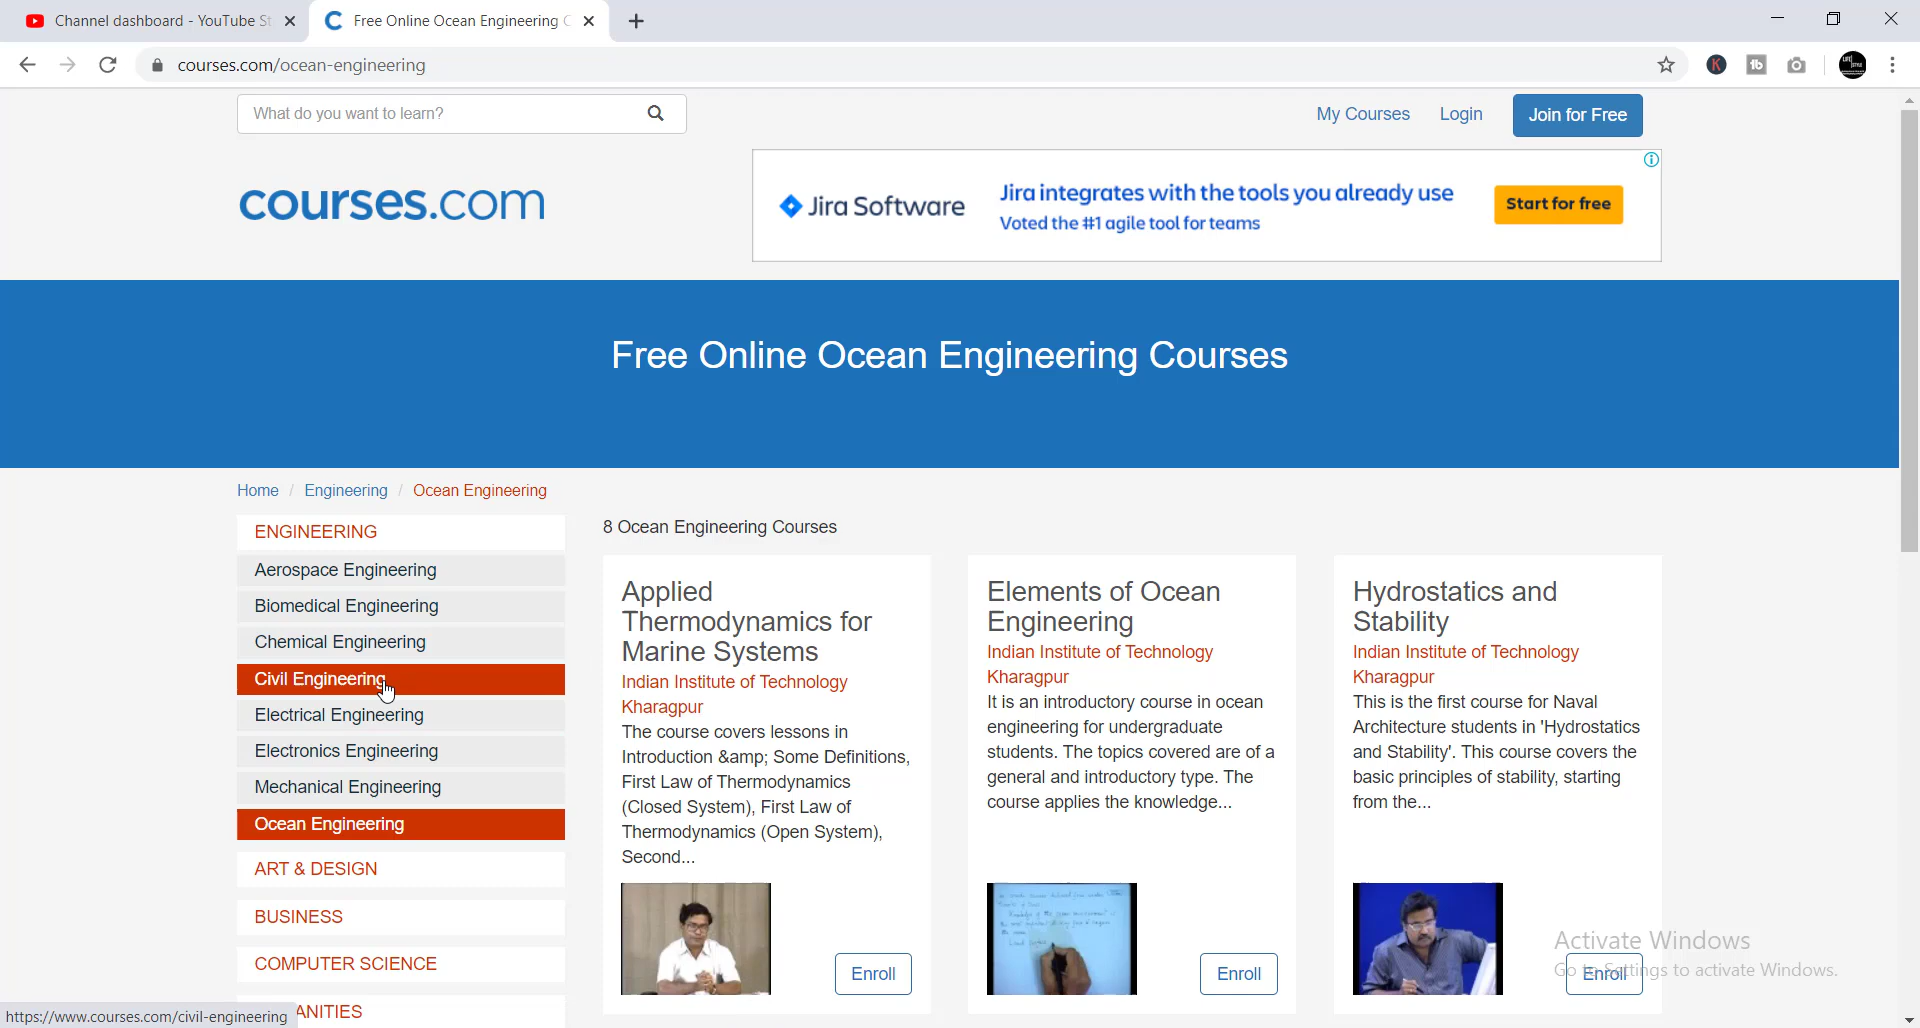 Channel dashboard - YouTube St
Free Online Ocean Engineering C
courses.com/ocean-engineering
What do you want to learn?
My Courses
Login
Join for Free
courses.com
Jira Software
Jira integrates with the tools you already use
Voted the #1 agile tool for teams
Start for free
Free Online Ocean Engineering Courses
Home / Engineering / Ocean Engineering
ENGINEERING
Aerospace Engineering
Biomedical Engineering
Chemical Engineering
Civil Engineering
Electrical Engineering
Electronics Engineering
Mechanical Engineering
Ocean Engineering
ART & DESIGN
BUSINESS
COMPUTER SCIENCE
ANITIES
8 Ocean Engineering Courses
Applied
Thermodynamics for
Marine Systems
Indian Institute of Technology
Kharagpur
The course covers lessons in
Introduction &amp; Some Definitions,
First Law of Thermodynamics
(Closed System), First Law of
Thermodynamics (Open System),
Second...
Enroll
Elements of Ocean
Engineering
Indian Institute of Technology
Kharagpur
It is an introductory course in ocean
engineering for undergraduate
students. The topics covered are of a
general and introductory type. The
course applies the knowledge...
Enroll
Hydrostatics and
Stability
Indian Institute of Technology
Kharagpur
This is the first course for Naval
Architecture students in 'Hydrostatics
and Stability'. This course covers the
basic principles of stability, starting
from the...
Enroll
Activate Windows
Go to Settings to activate Windows.
https://www.courses.com/civil-engineering